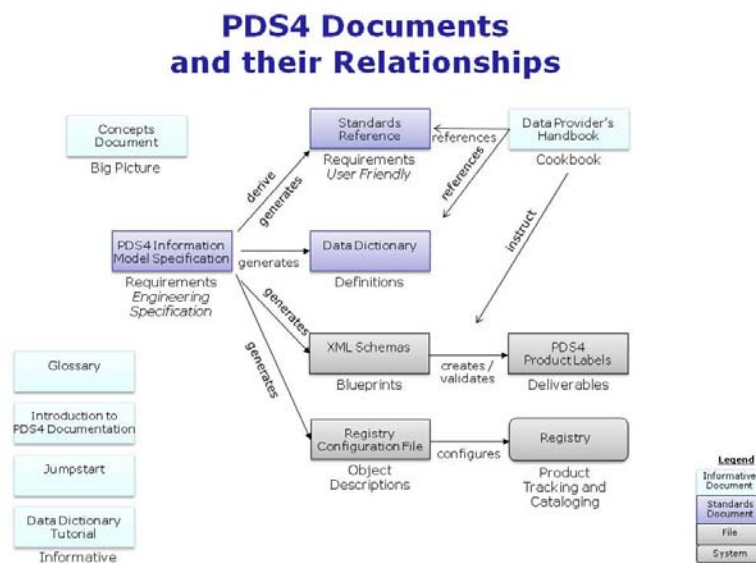 PDS4 Documents
and their Relationships
Concepts
Document
Big Picture
Standards
Reference
Requirements
User Friendly
references
Data Provider's
Handbook
Cookbook
references
derive
generates
instruct
PDS4 Information
Model Specification
Requirements
Engineering
Specification
generates
Data Dictionary
Definitions
generates
generates
XML Schemas
Blueprints
creates /
validates
PDS4
Product Labels
Deliverables
Registry
Configuration File
Object
Descriptions
configures
Registry
Product
Tracking and
Cataloging
Glossary
Introduction to
PDS4 Documentation
Jumpstart
Data Dictionary
Tutorial
Informative
Legend
Informative
Document
Standards
Document
File
System